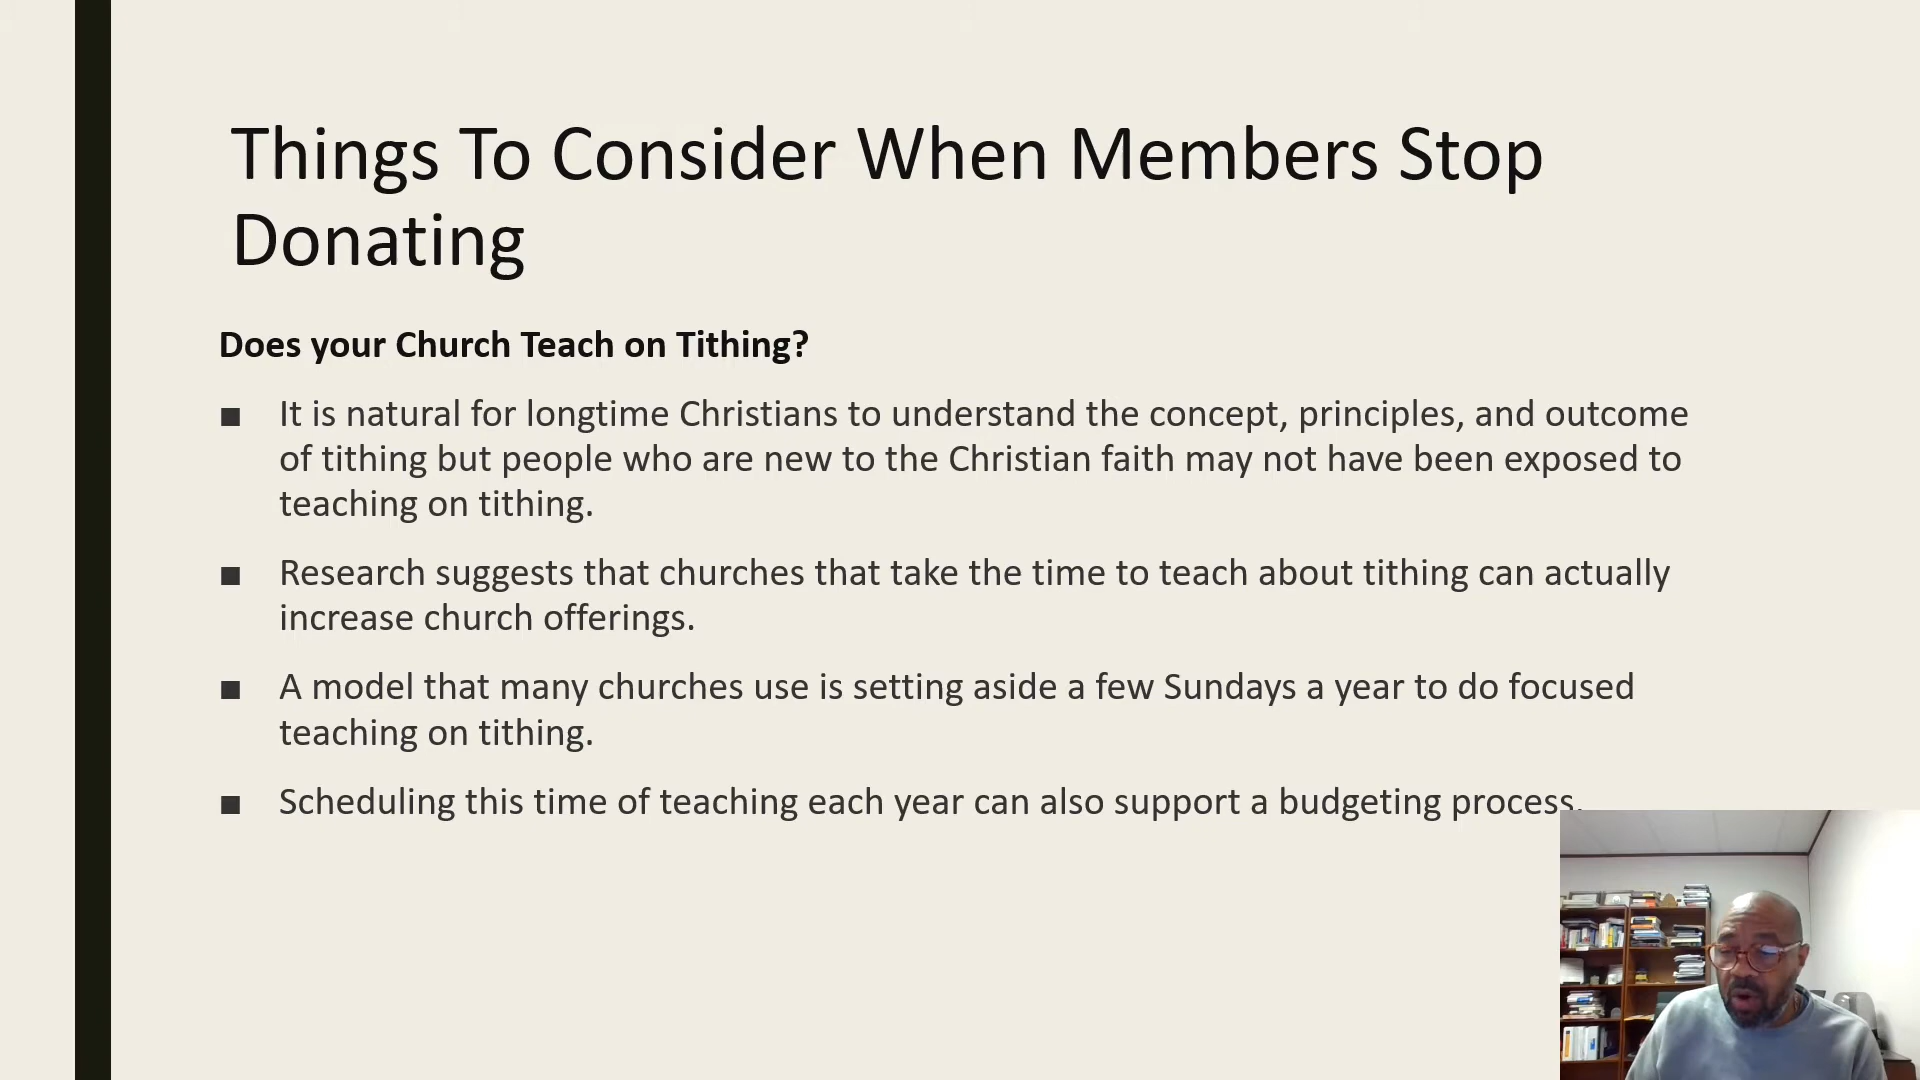 Things To Consider When Members Stop
Donating
Does your Church Teach on Tithing?
■ It is natural for longtime Christians to understand the concept, principles, and outcome
of tithing but people who are new to the Christian faith may not have been exposed to
teaching on tithing.
■ Research suggests that churches that take the time to teach about tithing can actually
increase church offerings.
■ A model that many churches use is setting aside a few Sundays a year to do focused
teaching on tithing.
■ Scheduling this time of teaching each year can also support a budgeting process.